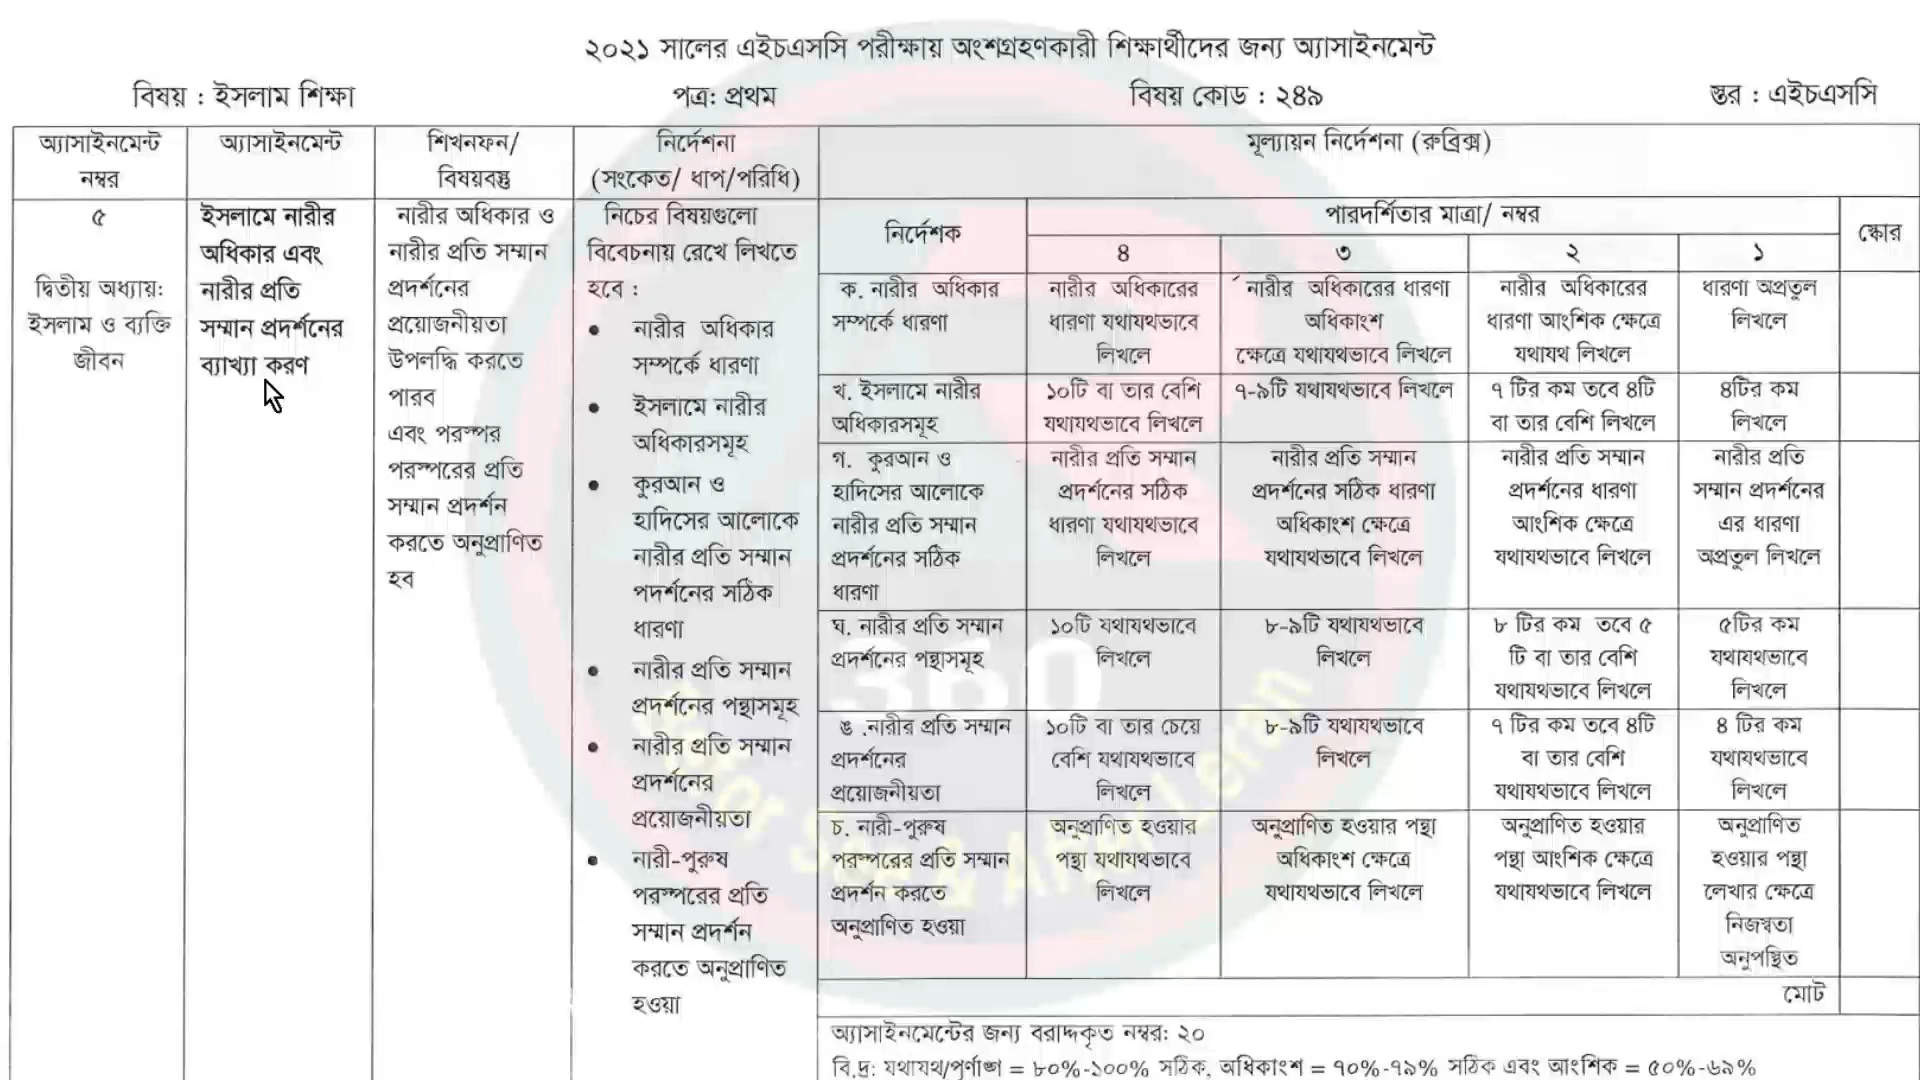 ২০২১ সালের এইচএসসি পরীক্ষায় অংশগ্রহণকারী শিক্ষার্থীদের জন্য অ্যাসাইনমেন্ট
বিষয় : ইসলাম শিক্ষা পত্র: প্রথম বিষয় কোড : ২৪৯ স্তর : এইচএসসি
অ্যাসাইনমেন্ট
নম্বর
অ্যাসাইনমেন্ট
শিখনফন/
বিষয়বস্তু
নির্দেশনা
(সংকেত/ ধাপ/পরিধি)
মূল্যায়ন নির্দেশনা (রুব্রিক্স)
৫
দ্বিতীয় অধ্যায়:
ইসলাম ও ব্যক্তি
জীবন
ইসলামে নারীর
অধিকার এবং
নারীর প্রতি
সম্মান প্রদর্শনের
ব্যাখ্যা করণ
নারীর অধিকার ও
নারীর প্রতি সম্মান
প্রদর্শনের
প্রয়োজনীয়তা
উপলদ্ধি করতে
পারব
এবং পরস্পর
পরস্পরের প্রতি
সম্মান প্রদর্শন
করতে অনুপ্রাণিত
হব
নিচের বিষয়গুলো
বিবেচনায় রেখে লিখতে
হবে :
• নারীর অধিকার
সম্পর্কে ধারণা
• ইসলামে নারীর
অধিকারসমূহ
• কুরআন ও
হাদিসের আলোকে
নারীর প্রতি সম্মান
পদর্শনের সঠিক
ধারণা
• নারীর প্রতি সম্মান
প্রদর্শনের পন্থাসমূহ
• নারীর প্রতি সম্মান
প্রদর্শনের
প্রয়োজনীয়তা
• নারী-পুরুষ
পরস্পরের প্রতি
সম্মান প্রদর্শন
করতে অনুপ্রাণিত
হওয়া
নির্দেশক
পারদর্শিতার মাত্রা/ নম্বর
স্কোর
৪ ৩ ২ ১
ক. নারীর অধিকার
সম্পর্কে ধারণা
নারীর অধিকারের
ধারণা যথাযথভাবে
লিখলে
নারীর অধিকারের ধারণা
অধিকাংশ
ক্ষেত্রে যথাযথভাবে লিখলে
নারীর অধিকারের
ধারণা আংশিক ক্ষেত্রে
যথাযথ লিখলে
ধারণা অপ্রতুল
লিখলে
খ. ইসলামে নারীর
অধিকারসমূহ
১০টি বা তার বেশি
যথাযথভাবে লিখলে
৭-৯টি যথাযথভাবে লিখলে
৭ টির কম তবে ৪টি
বা তার বেশি লিখলে
৪টির কম
লিখলে
গ. কুরআন ও
হাদিসের আলোকে
নারীর প্রতি সম্মান
প্রদর্শনের সঠিক
ধারণা
নারীর প্রতি সম্মান
প্রদর্শনের সঠিক
ধারণা যথাযথভাবে
লিখলে
নারীর প্রতি সম্মান
প্রদর্শনের সঠিক ধারণা
অধিকাংশ ক্ষেত্রে
যথাযথভাবে লিখলে
নারীর প্রতি সম্মান
প্রদর্শনের ধারণা
আংশিক ক্ষেত্রে
যথাযথভাবে লিখলে
নারীর প্রতি
সম্মান প্রদর্শনের
এর ধারণা
অপ্রতুল লিখলে
ঘ. নারীর প্রতি সম্মান
প্রদর্শনের পন্থাসমূহ
১০টি যথাযথভাবে
লিখলে
৮-৯টি যথাযথভাবে
লিখলে
৮ টির কম তবে ৫
টি বা তার বেশি
যথাযথভাবে লিখলে
৫টির কম
যথাযথভাবে
লিখলে
ঙ .নারীর প্রতি সম্মান
প্রদর্শনের
প্রয়োজনীয়তা
১০টি বা তার চেয়ে
বেশি যথাযথভাবে
লিখলে
৮-৯টি যথাযথভাবে
লিখলে
৭ টির কম তবে ৪টি
বা তার বেশি
যথাযথভাবে লিখলে
৪ টির কম
যথাযথভাবে
লিখলে
চ. নারী-পুরুষ
পরস্পরের প্রতি সম্মান
প্রদর্শন করতে
অনুপ্রাণিত হওয়া
অনুপ্রাণিত হওয়ার
পন্থা যথাযথভাবে
লিখলে
অনুপ্রাণিত হওয়ার পন্থা
অধিকাংশ ক্ষেত্রে
যথাযথভাবে লিখলে
অনুপ্রাণিত হওয়ার
পন্থা আংশিক ক্ষেত্রে
যথাযথভাবে লিখলে
অনুপ্রাণিত
হওয়ার পন্থা
লেখার ক্ষেত্রে
নিজস্বতা
অনুপস্থিত
মোট
অ্যাসাইনমেন্টের জন্য বরাদ্দকৃত নম্বর: ২০
বি.দ্র: যথাযথ/পূর্ণাঙ্গ = ৮০%-১০০% সঠিক, অধিকাংশ = ৭০%-৭৯% সঠিক এবং আংশিক = ৫০%-৬৯%
360